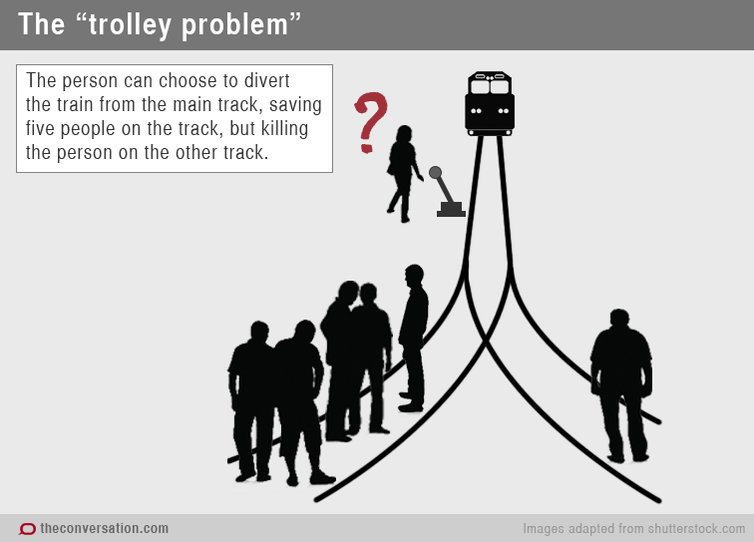 The “trolley problem”
The person can choose to divert
the train from the main track, saving
five people on the track, but killing
the person on the other track.
?
theconversation.com
Images adapted from shutterstock.com